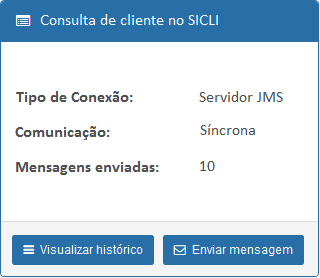 Consulta de cliente no SICLI
Tipo de Conexão: Servidor JMS
Comunicação: Síncrona
Mensagens enviadas: 10
Visualizar histórico Enviar mensagem